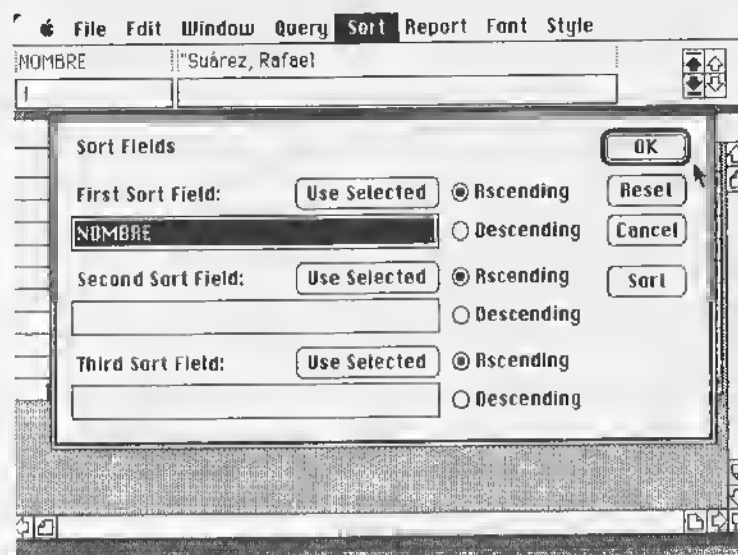 File Edit Window Query Sort Report Font Style
NOMBRE "Suárez, Rafael
1
Sort Fields OK
First Sort Field: Use Selected Ascending Reset
NOMBRE Descending Cancel
Second Sort Field: Use Selected Ascending Sort
Descending
Third Sort Field: Use Selected Ascending
Descending